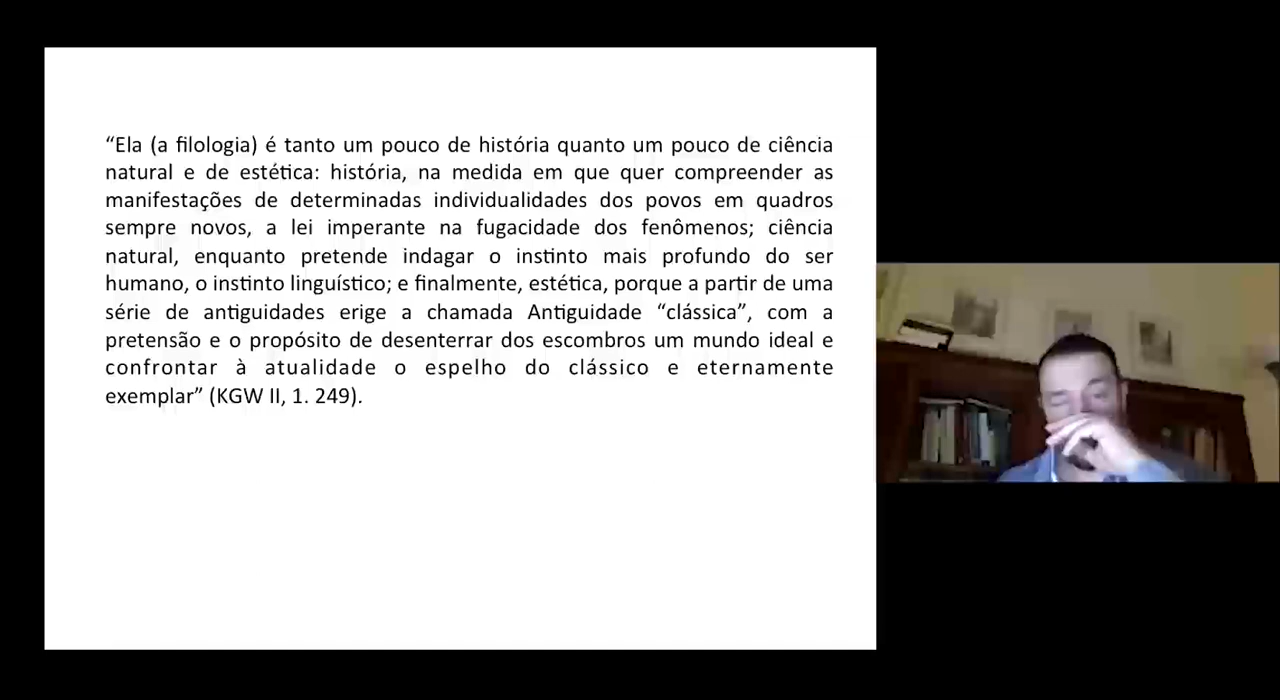 “Ela (a filologia) é tanto um pouco de história quanto um pouco de ciência
natural e de estética: história, na medida em que quer compreender as
manifestações de determinadas individualidades dos povos em quadros
sempre novos, a lei imperante na fugacidade dos fenômenos; ciência
natural, enquanto pretende indagar o instinto mais profundo do ser
humano, o instinto linguístico; e finalmente, estética, porque a partir de uma
série de antiguidades erige a chamada Antiguidade “clássica”, com a
pretensão e o propósito de desenterrar dos escombros um mundo ideal e
confrontar à atualidade o espelho do clássico e eternamente
exemplar” (KGW II, 1. 249).